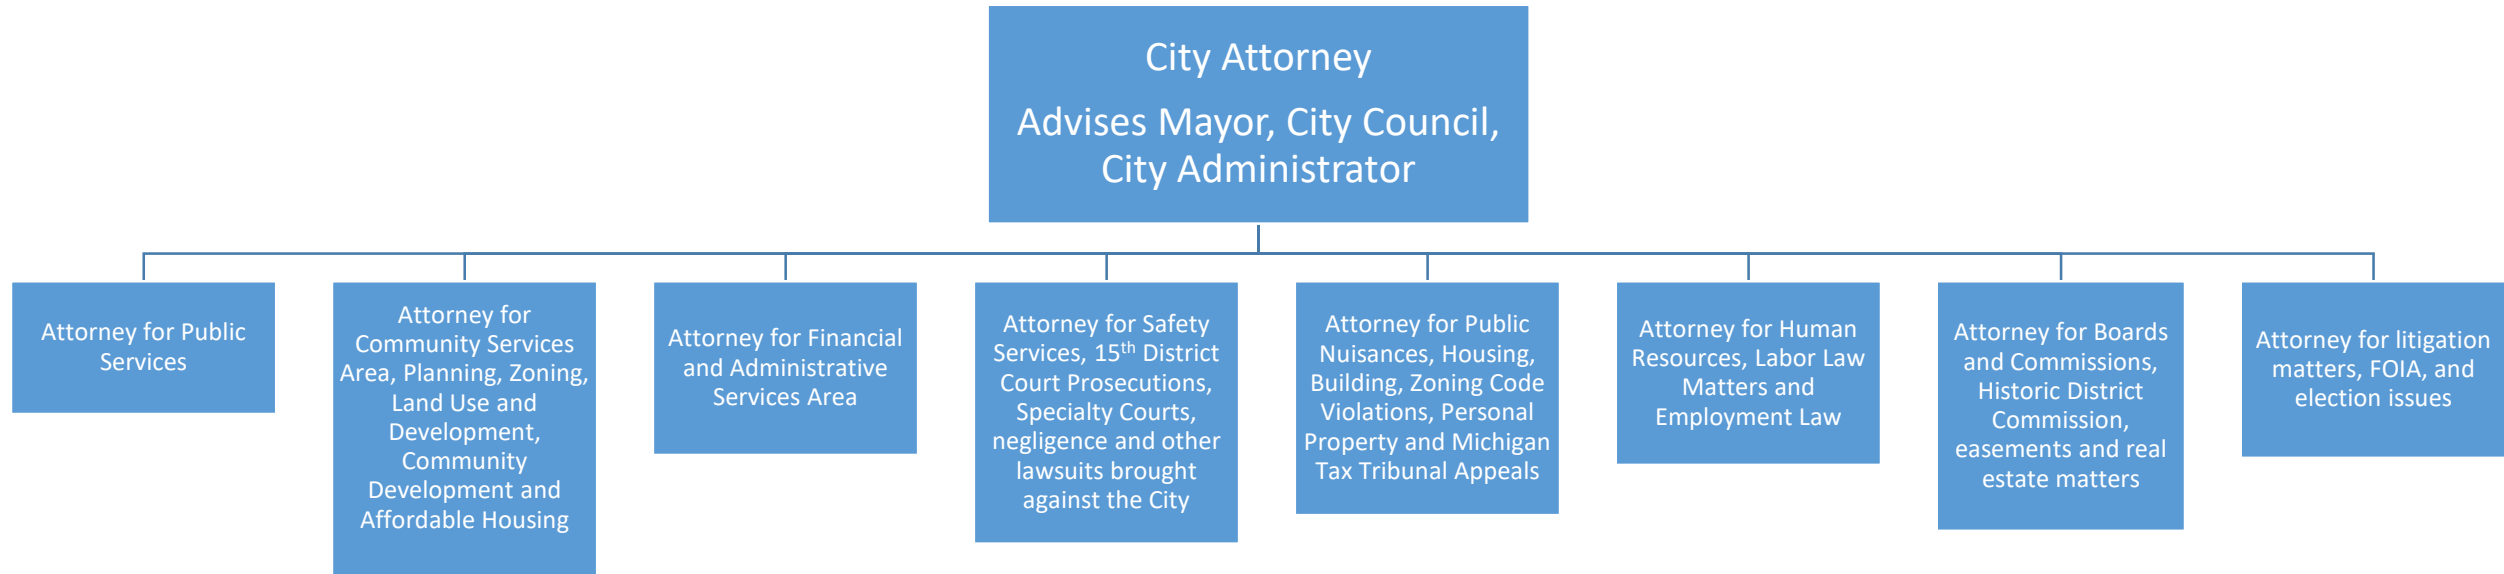 City Attorney
Advises Mayor, City Council,
City Administrator
Attorney for Public
Services
Attorney for
Community Services
Area, Planning, Zoning,
Land Use and
Development,
Community
Development and
Affordable Housing
Attorney for Financial
and Administrative
Services Area
Attorney for Safety
Services, 15th District
Court Prosecutions,
Specialty Courts,
negligence and other
lawsuits brought
against the City
Attorney for Public
Nuisances, Housing,
Building, Zoning Code
Violations, Personal
Property and Michigan
Tax Tribunal Appeals
Attorney for Human
Resources, Labor Law
Matters and
Employment Law
Attorney for Boards
and Commissions,
Historic District
Commission,
easements and real
estate matters
Attorney for litigation
matters, FOIA, and
election issues